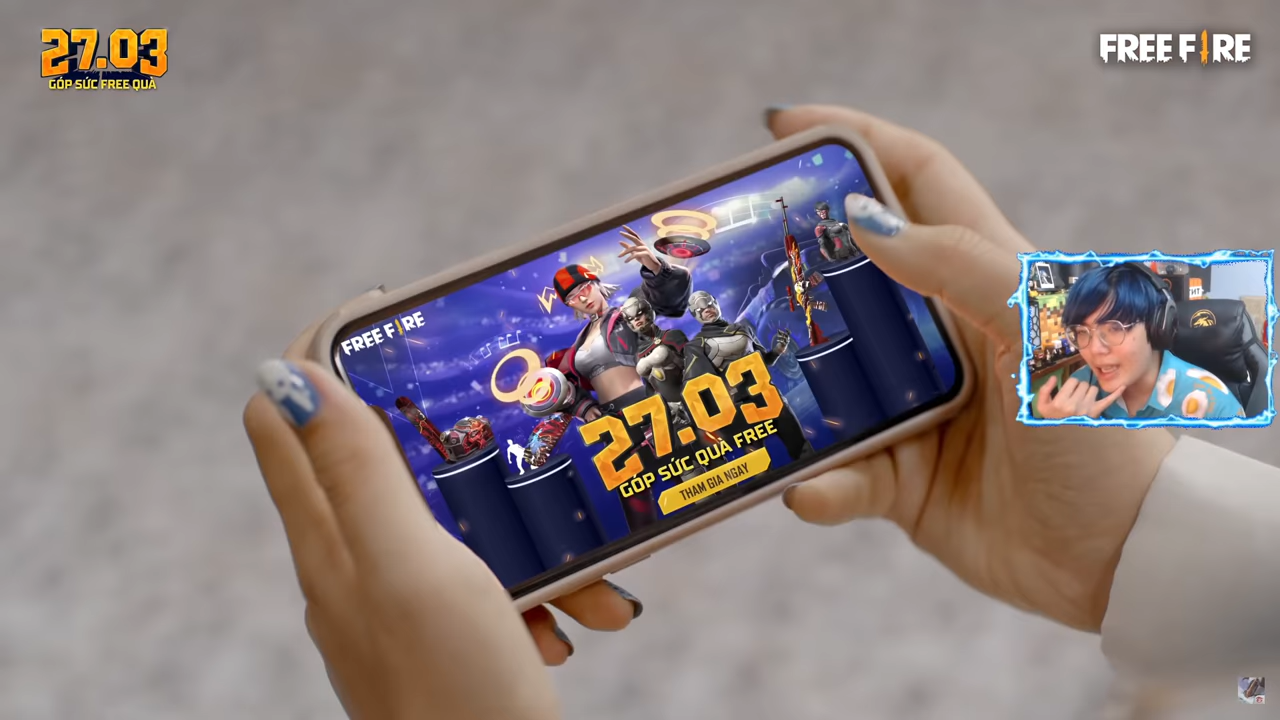 27.03
GÓP SỨC FREE QUÀ
FREE FIRE
FREE FIRE
27.03
GÓP SỨC QUÀ FREE
THAM GIA NGAY